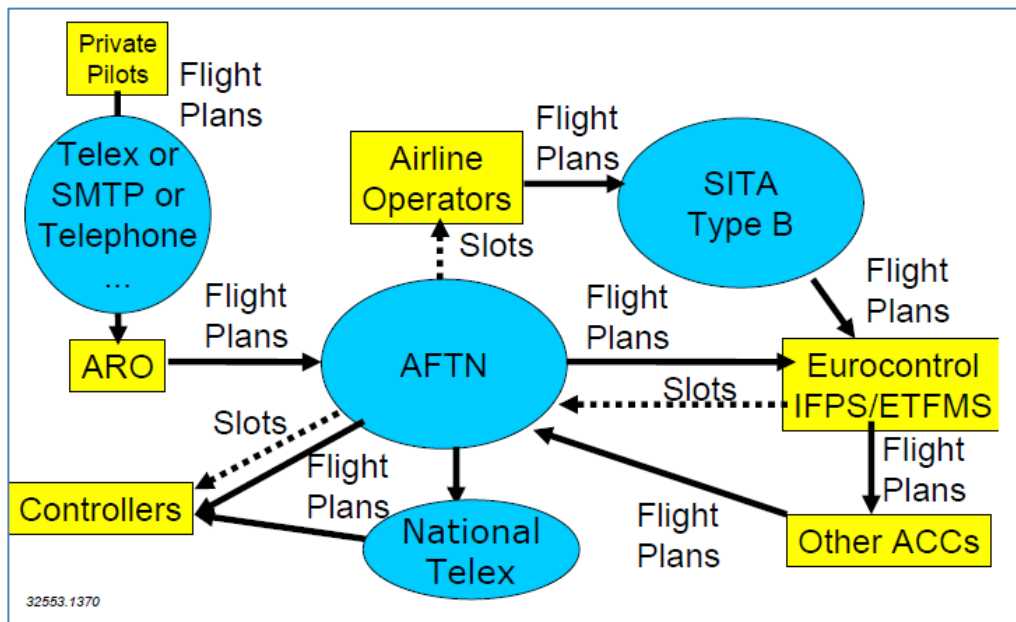 Private
Pilots
Flight
Plans
Telex or
SMTP or
Telephone
...
ARO
Flight
Plans
Airline
Operators
Flight
Plans
SITA
Type B
Slots
Flight
Plans
AFTN
Flight
Plans
Eurocontrol
IFPS/ETFMS
Slots
Slots
Flight
Plans
Controllers
National
Telex
Flight
Plans
Flight
Plans
Other ACCs
32553.1370